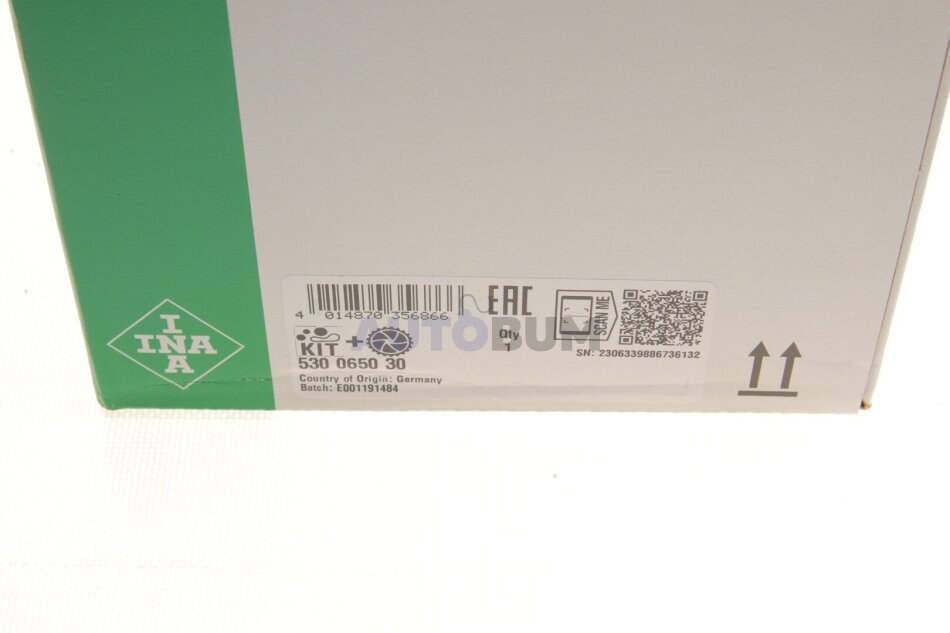 I
INA
A
4 014870 356866
EAC
SCAN ME
AUTOBUM
KIT +
Qty
1
530 0650 30
SN: 2306339886736132
Country of Origin: Germany
Batch: E001191484